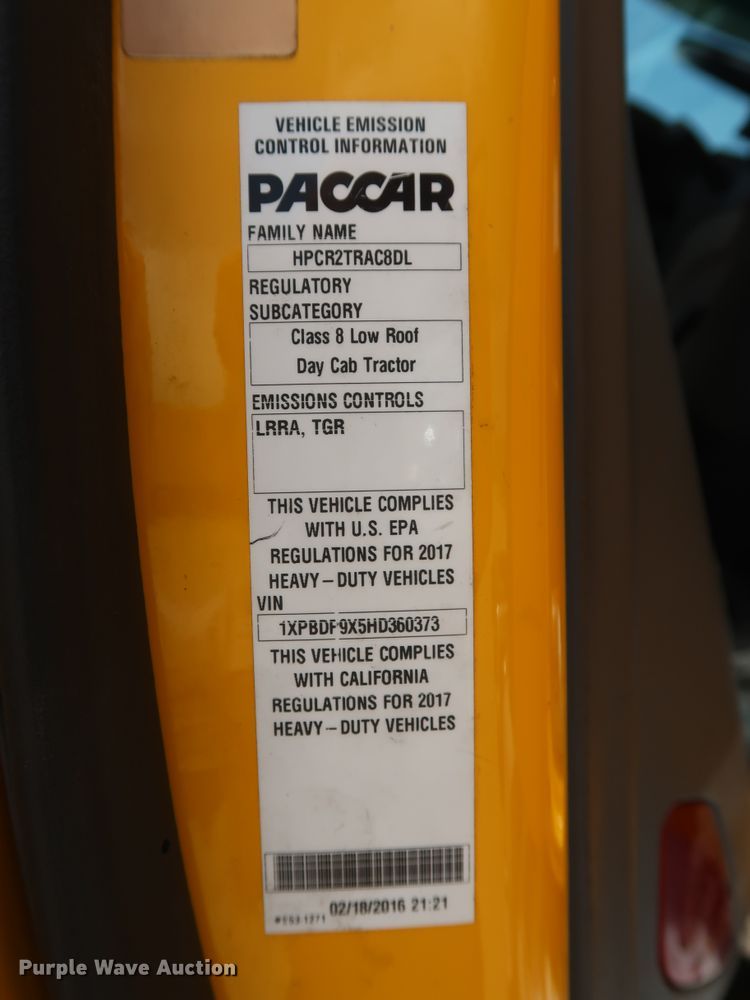 VEHICLE EMISSION
CONTROL INFORMATION
PACCAR
FAMILY NAME
HPCR2TRAC8DL
REGULATORY
SUBCATEGORY
Class 8 Low Roof
Day Cab Tractor
EMISSIONS CONTROLS
LRRA, TGR
THIS VEHICLE COMPLIES
WITH U.S. EPA
REGULATIONS FOR 2017
HEAVY-DUTY VEHICLES
VIN
1XPBDP9X5HD360373
THIS VEHICLE COMPLIES
WITH CALIFORNIA
REGULATIONS FOR 2017
HEAVY-DUTY VEHICLES
02/18/2016 21:21
Purple Wave Auction